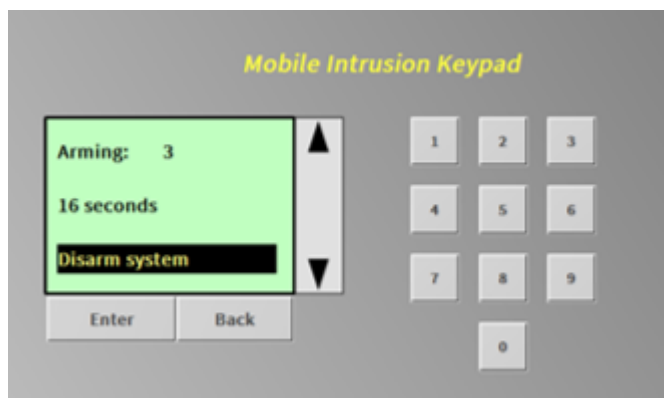 Mobile Intrusion Keypad
Arming: 3
16 seconds
Disarm system
Enter Back
1 2 3
4 5 6
7 8 9
0